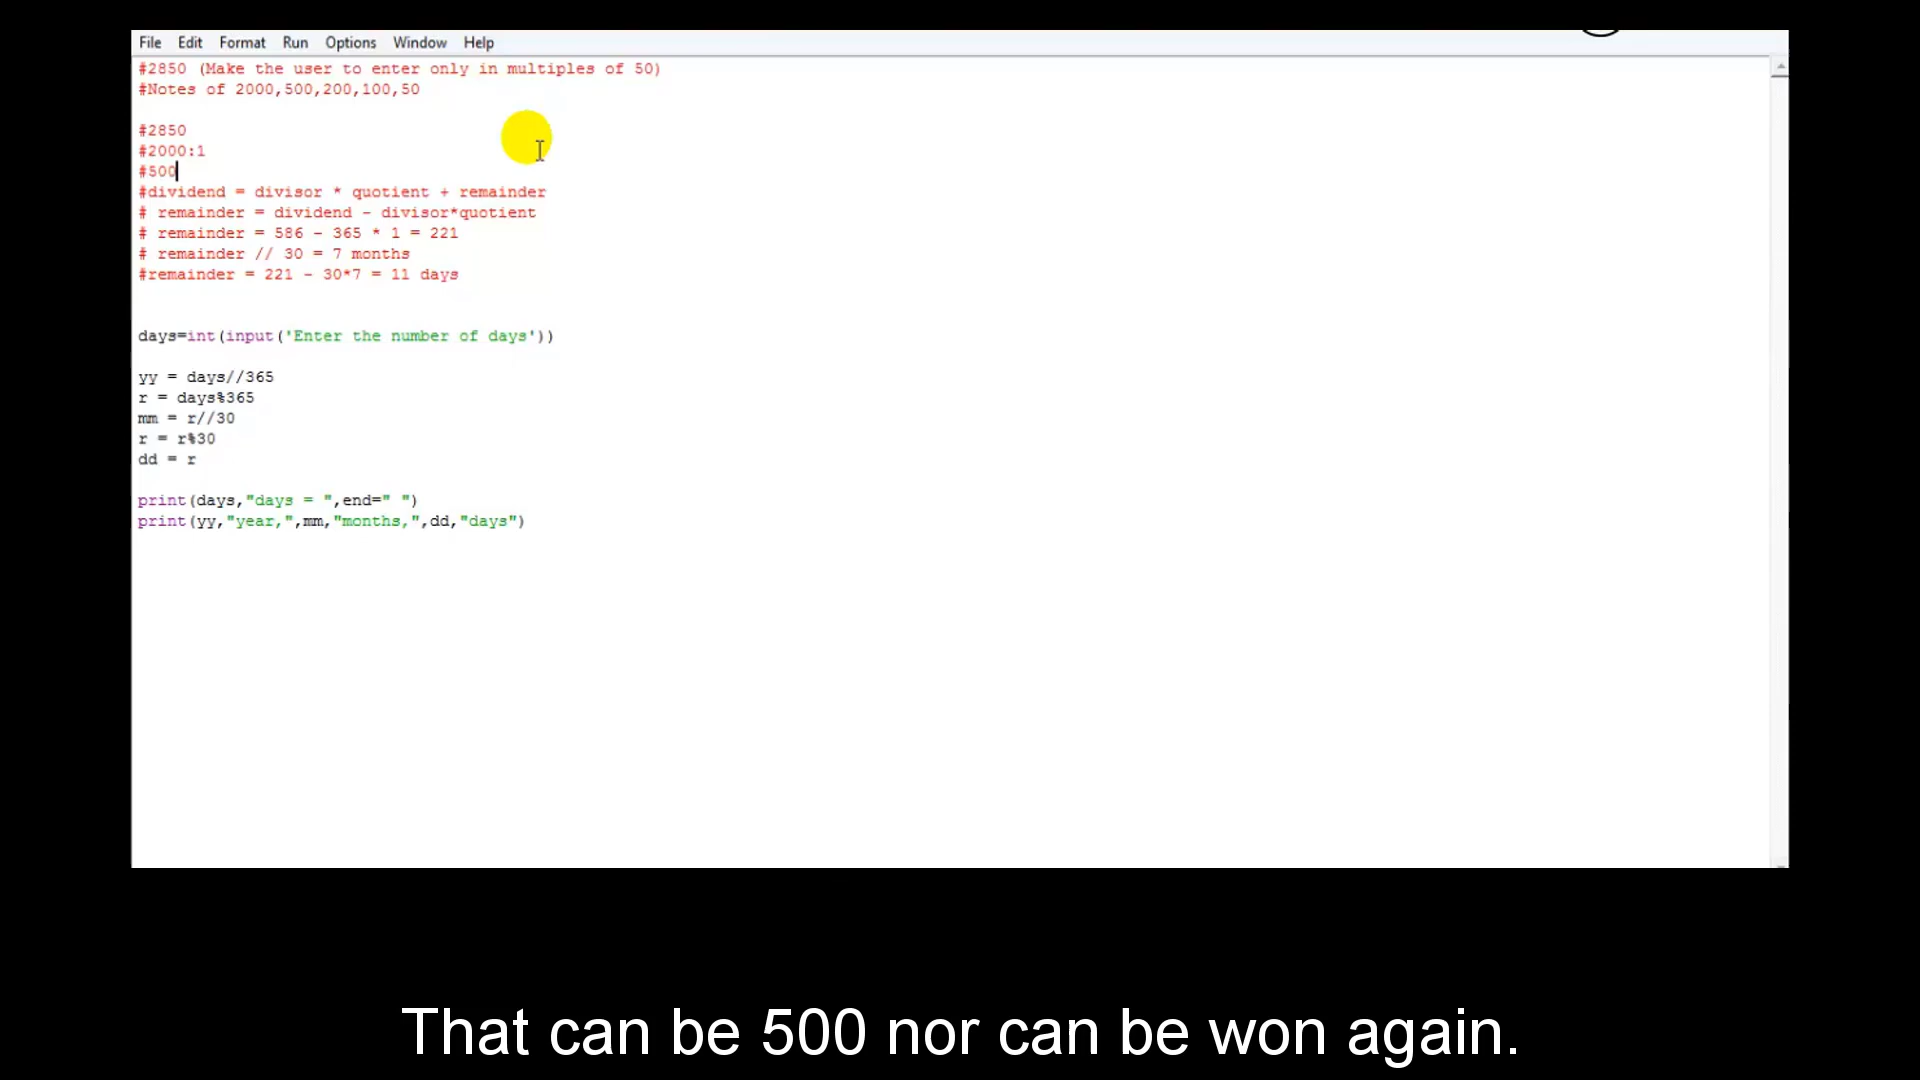 File Edit Format Run Options Window Help
#2850 (Make the user to enter only in multiples of 50)
#Notes of 2000,500,200,100,50
#2850
#2000:1
#500
#dividend = divisor * quotient + remainder
# remainder = dividend - divisor*quotient
# remainder = 586 - 365 * 1 = 221
# remainder // 30 = 7 months
#remainder = 221 - 30*7 = 11 days
days=int(input('Enter the number of days'))
yy = days//365
r = days%365
mm = r//30
r = r%30
dd = r
print(days,"days = ",end=" ")
print(yy,"year,",mm,"months,",dd,"days")
That can be 500 nor can be won again.